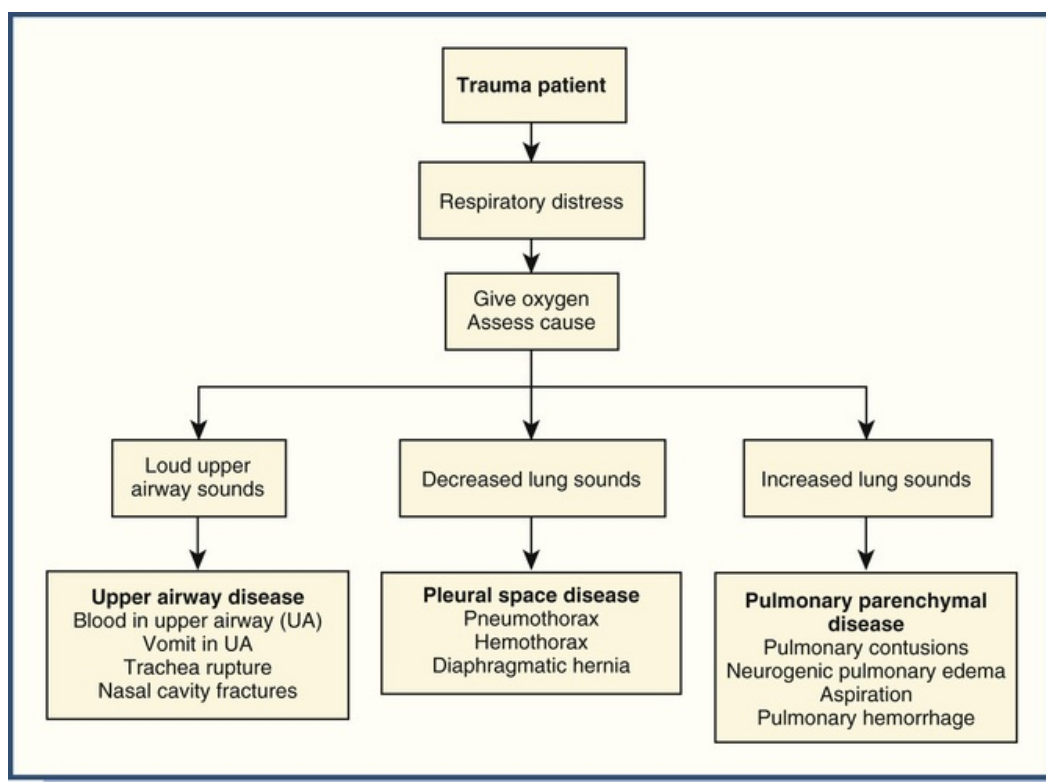 Trauma patient
Respiratory distress
Give oxygen
Assess cause
Loud upper
airway sounds
Decreased lung sounds
Increased lung sounds
Upper airway disease
Blood in upper airway (UA)
Vomit in UA
Trachea rupture
Nasal cavity fractures
Pleural space disease
Pneumothorax
Hemothorax
Diaphragmatic hernia
Pulmonary parenchymal
disease
Pulmonary contusions
Neurogenic pulmonary edema
Aspiration
Pulmonary hemorrhage